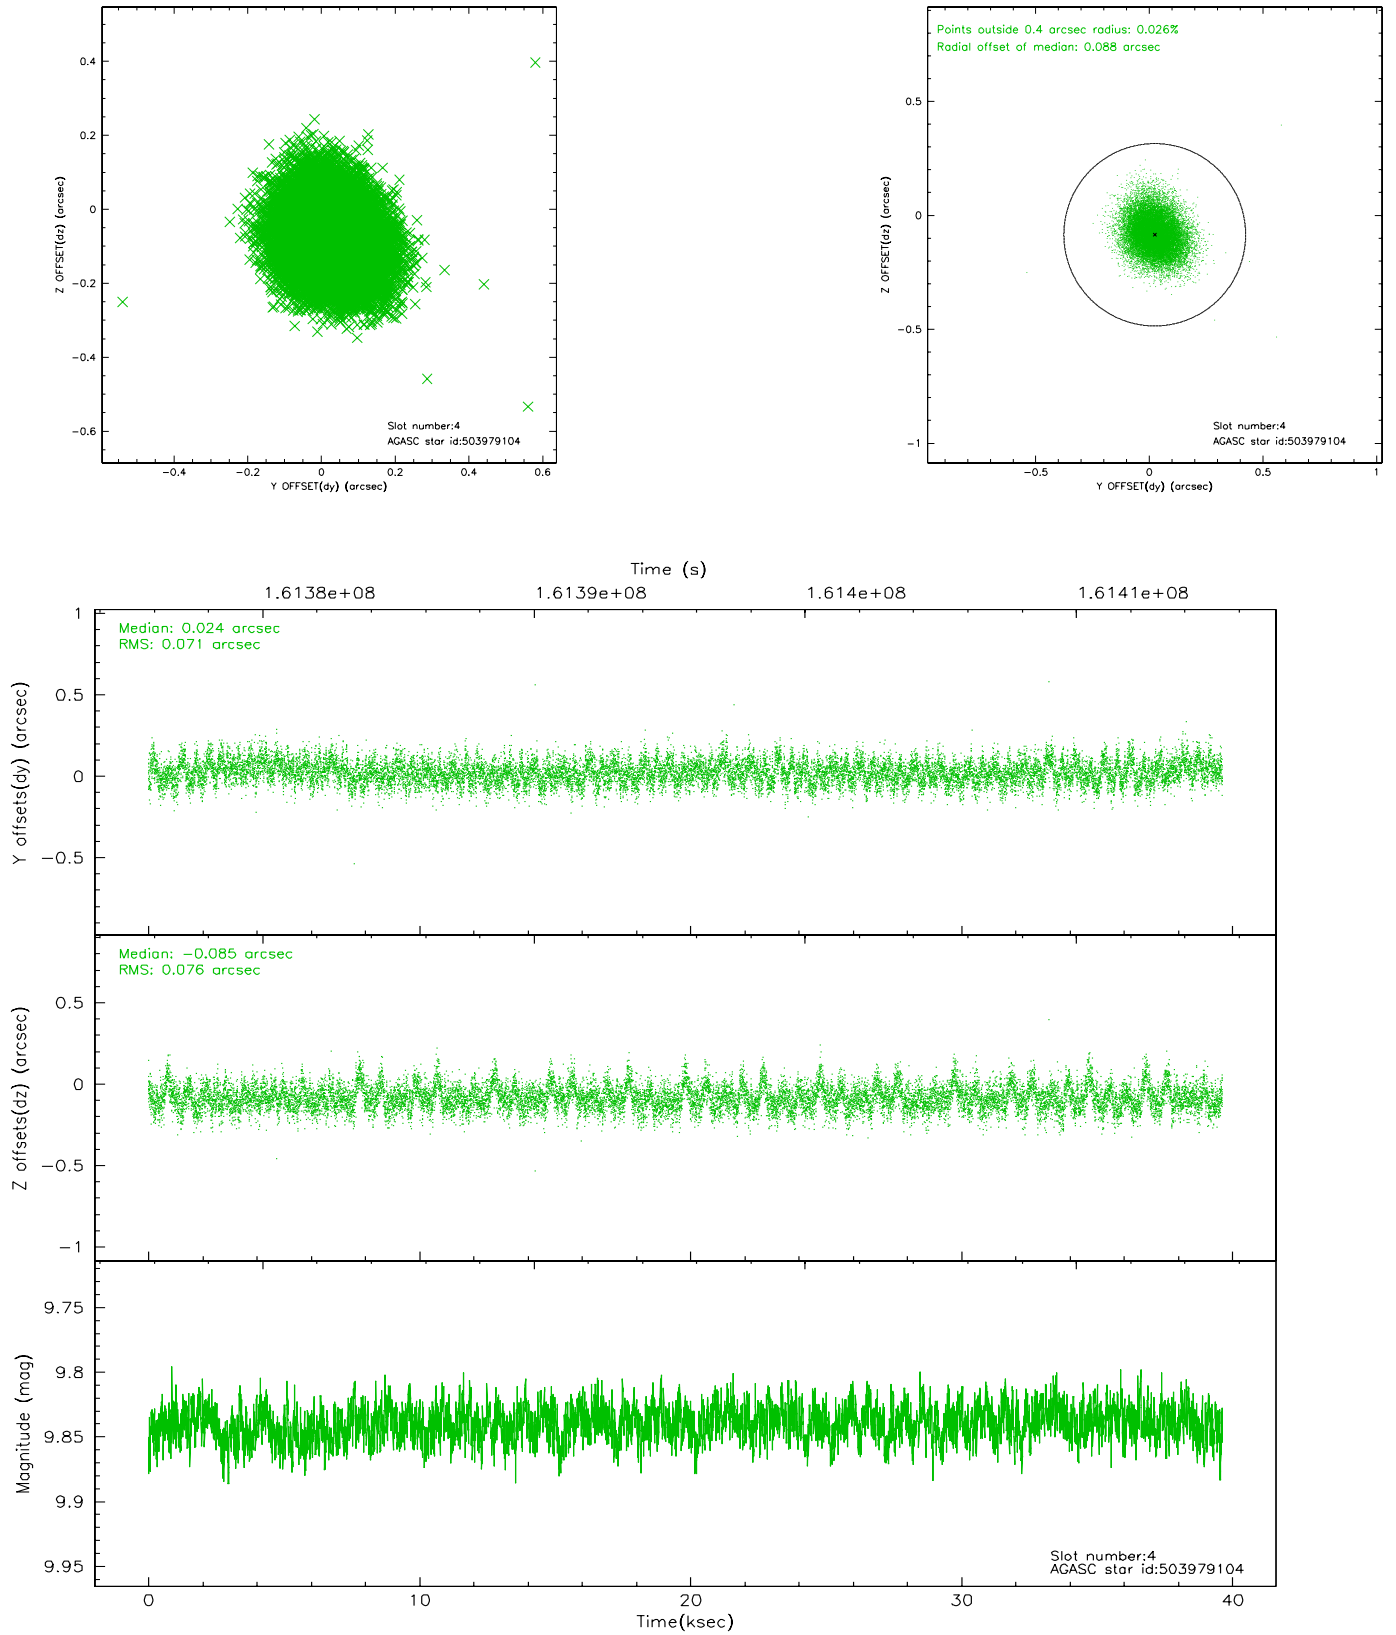 0.4
0.2
0
-0.2
-0.4
-0.6
Z OFFSET(dz) (arcsec)
Slot number:4
AGASC star id:503979104
-0.4
-0.2
0
0.2
0.4
0.6
Y OFFSET(dy) (arcsec)
Points outside 0.4 arcsec radius: 0.026%
Radial offset of median: 0.088 arcsec
0.5
0
-0.5
-1
Z OFFSET(dz) (arcsec)
Slot number:4
AGASC star id:503979104
-0.5
0
0.5
1
Y OFFSET(dy) (arcsec)
Time (s)
1.6138e+08
1.6139e+08
1.614e+08
1.6141e+08
Median: 0.024 arcsec
RMS: 0.071 arcsec
1
0.5
0
-0.5
Y offsets(dy) (arcsec)
Median: -0.085 arcsec
RMS: 0.076 arcsec
0.5
0
-0.5
-1
Z offsets(dz) (arcsec)
9.75
9.8
9.85
9.9
9.95
Magnitude (mag)
Slot number:4
AGASC star id:503979104
0
10
20
30
40
Time(ksec)